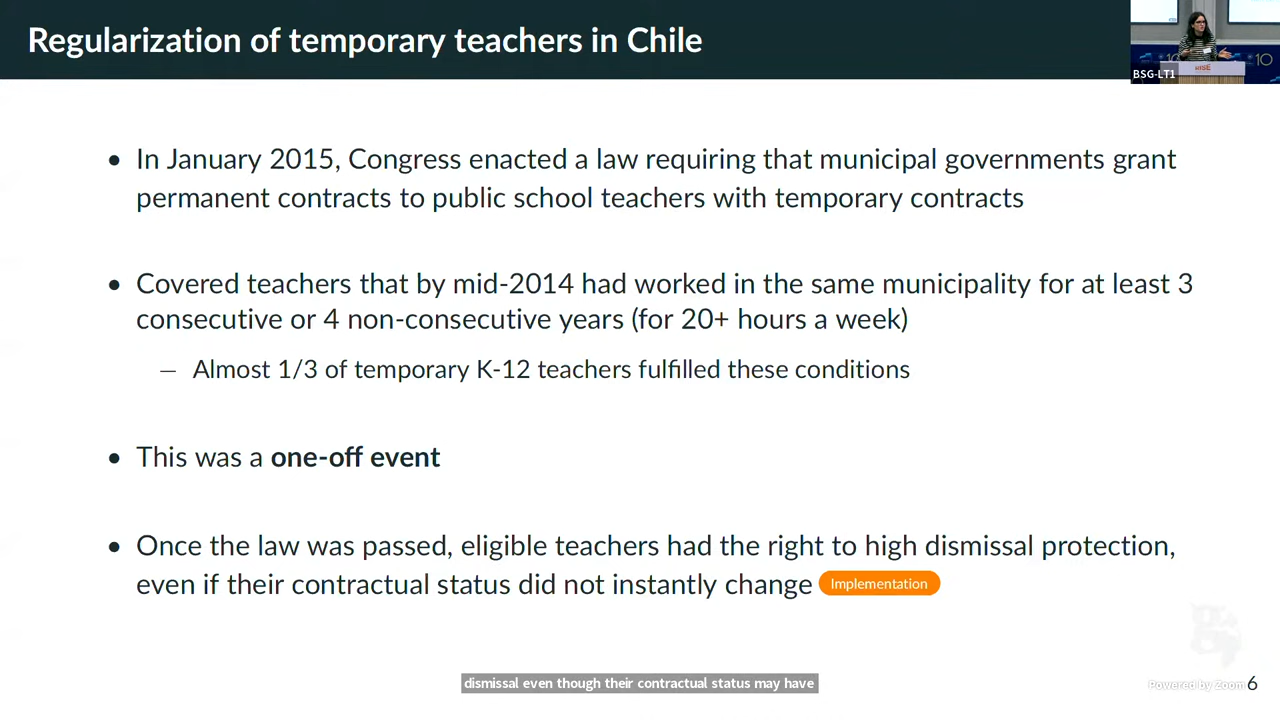 Regularization of temporary teachers in Chile
BSG-LT1
10
RISE
10
• In January 2015, Congress enacted a law requiring that municipal governments grant
permanent contracts to public school teachers with temporary contracts
• Covered teachers that by mid-2014 had worked in the same municipality for at least 3
consecutive or 4 non-consecutive years (for 20+ hours a week)
– Almost 1/3 of temporary K-12 teachers fulfilled these conditions
• This was a one-off event
• Once the law was passed, eligible teachers had the right to high dismissal protection,
even if their contractual status did not instantly change Implementation
dismissal even though their contractual status may have
Powered by Zoom 6